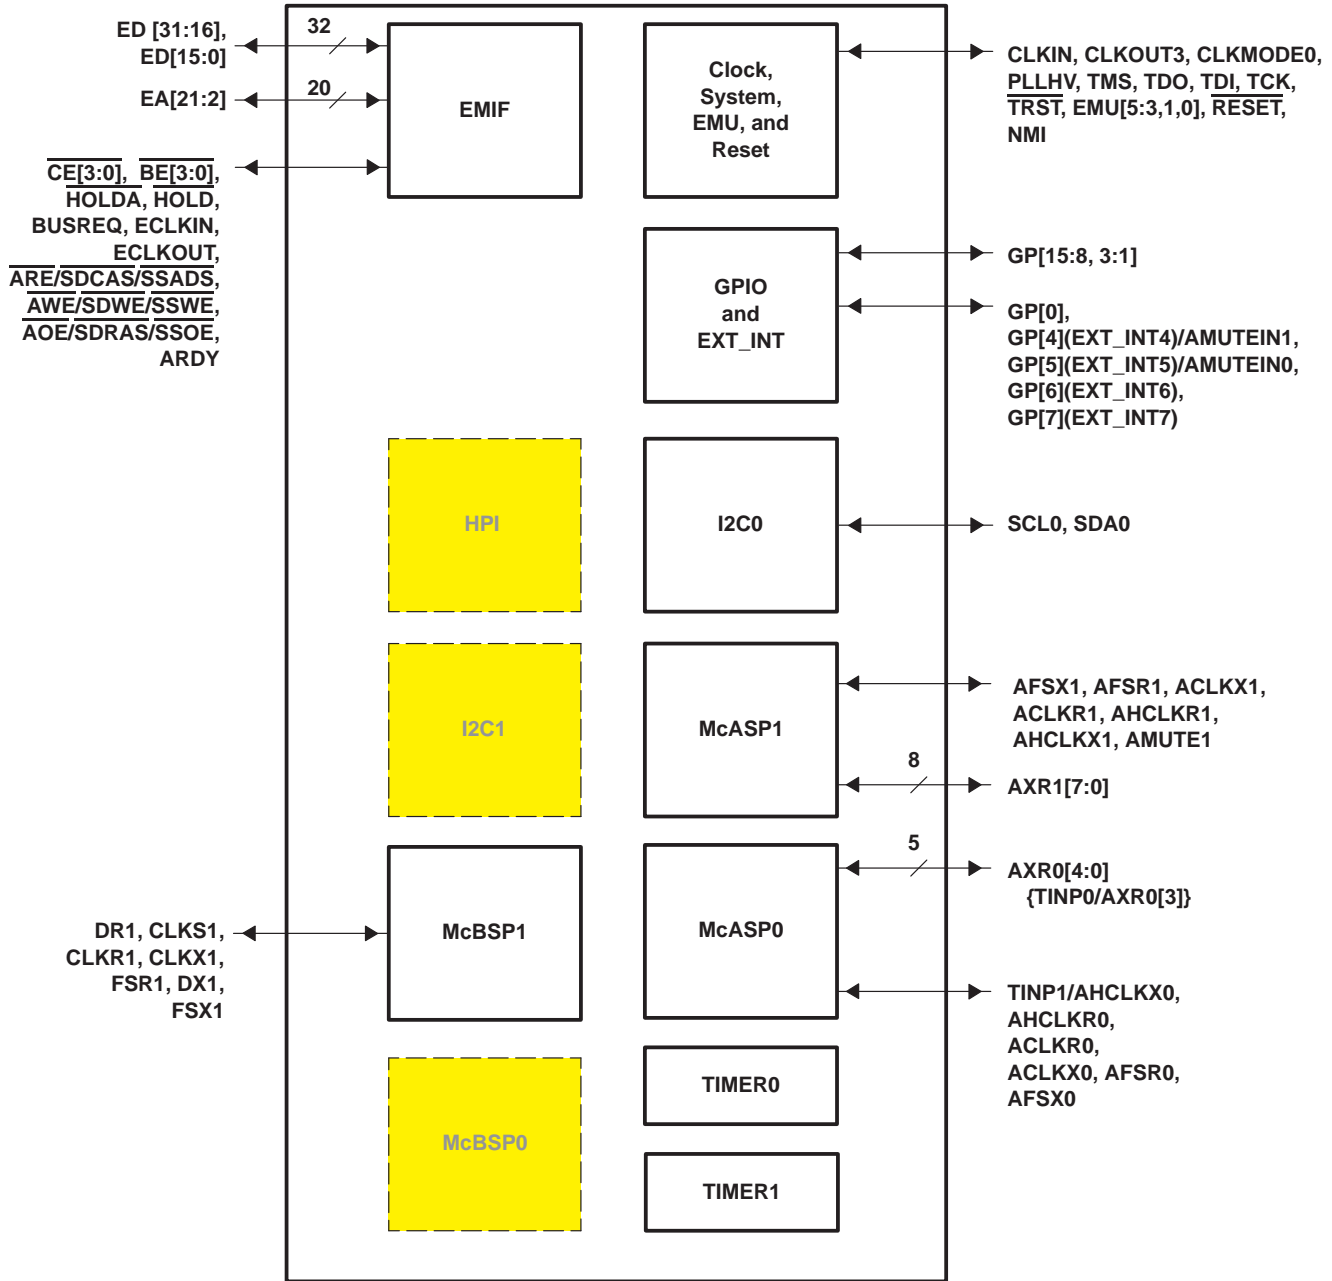 ED [31:16],
ED[15:0]
32
EA[21:2]
20
EMIF
CE[3:0], BE[3:0],
HOLDA, HOLD,
BUSREQ, ECLKIN,
ECLKOUT,
ARE/SDCAS/SSADS,
AWE/SDWE/SSWE,
AOE/SDRAS/SSOE,
ARDY
Clock,
System,
EMU, and
Reset
CLKIN, CLKOUT3, CLKMODE0,
PLLHV, TMS, TDO, TDI, TCK,
TRST, EMU[5:3,1,0], RESET,
NMI
GPIO
and
EXT_INT
GP[15:8, 3:1]
GP[0],
GP[4](EXT_INT4)/AMUTEIN1,
GP[5](EXT_INT5)/AMUTEIN0,
GP[6](EXT_INT6),
GP[7](EXT_INT7)
HPI
I2C0
SCL0, SDA0
I2C1
McASP1
AFSX1, AFSR1, ACLKX1,
ACLKR1, AHCLKR1,
AHCLKX1, AMUTE1
8
AXR1[7:0]
DR1, CLKS1,
CLKR1, CLKX1,
FSR1, DX1,
FSX1
McBSP1
McASP0
5
AXR0[4:0]
{TINP0/AXR0[3]}
TINP1/AHCLKX0,
AHCLKR0,
ACLKR0,
ACLKX0, AFSR0,
AFSX0
McBSP0
TIMER0
TIMER1